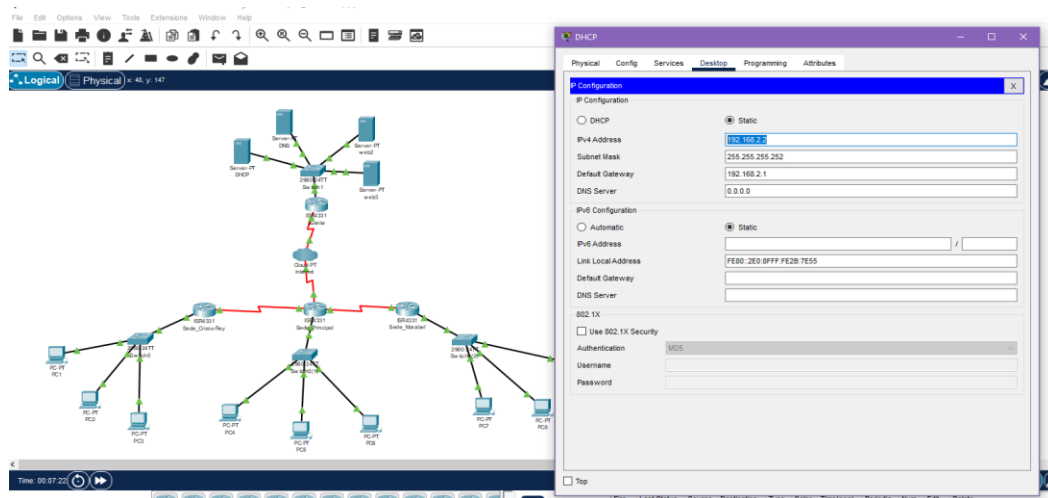 File Edit Options View Tools Extensions Window Help
Logical Physical x: 48, y: 147
Server-PT
DNS
Server-PT
web2
Server-PT
DHCP
Server-PT
web3
Switch1
ISR4331
Cloud-PT
internet
ISR4331
Sede_Cristo Rey
ISR4331
ISR4331
Sede_Marabel
PC-PT
PC1
PC-PT
PC2
PC-PT
PC3
PC-PT
PC4
PC-PT
PC5
PC-PT
PC-PT
PC7
PC-PT
Time: 00:07:22
DHCP
Physical Config Services Desktop Programming Attributes
IP Configuration X
IP Configuration
DHCP Static
IPv4 Address 192.168.2.2
Subnet Mask 255.255.255.252
Default Gateway 192.168.2.1
DNS Server 0.0.0.0
IPv6 Configuration
Automatic Static
IPv6 Address /
Link Local Address FE80::2E0:8FFF:FE2B:7E55
Default Gateway
DNS Server
802.1X
Use 802.1X Security
Authentication MD5
Username
Password
Top